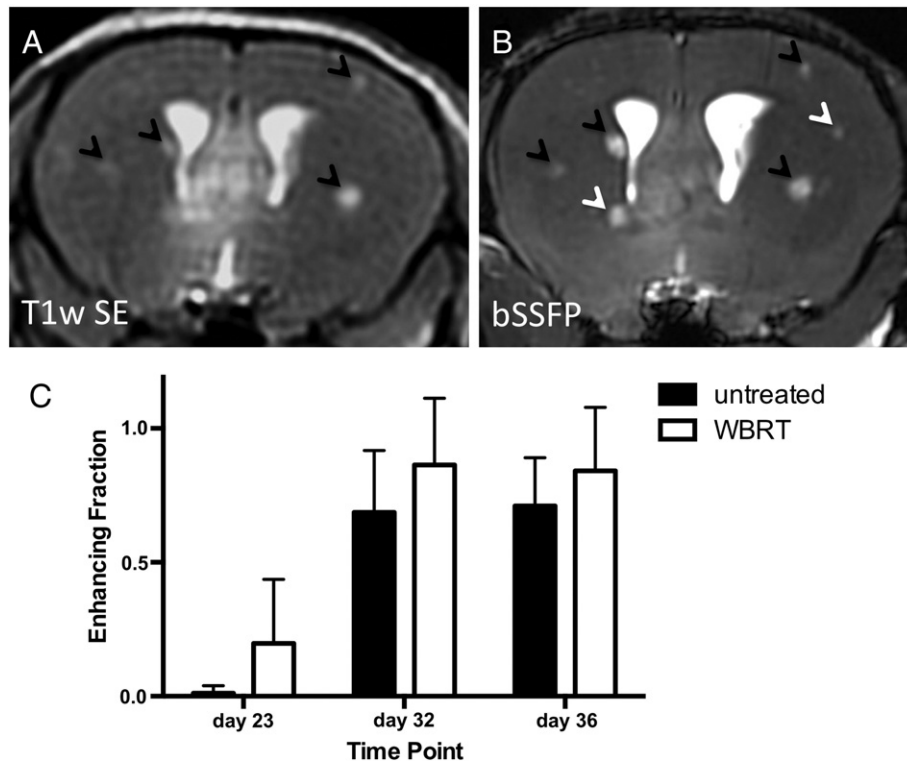 A
B
T1w SE
bSSFP
C
untreated
WBRT
1.0
0.5
0.0
Enhancing Fraction
day 23
day 32
day 36
Time Point